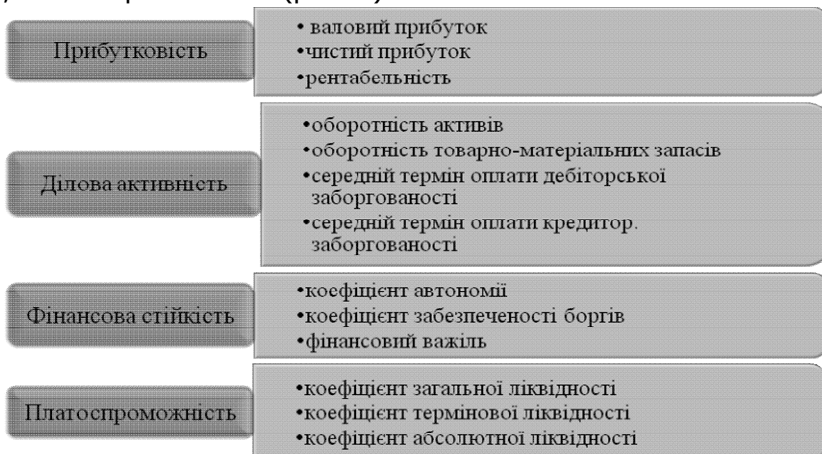 Прибутковість
• валовий прибуток
•чистий прибуток
•рентабельність
Ділова активність
•оборотність активів
•оборотність товарно-матеріальних запасів
•середній термін оплати дебіторської
заборгованості
•середній термін оплати кредитор.
заборгованості
Фінансова стійкість
•коефіцієнт автономії
•коефіцієнт забезпеченості боргів
•фінансовий важіль
Платоспроможність
•коефіцієнт загальної ліквідності
•коефіцієнт термінової ліквідності
•коефіцієнт абсолютної ліквідності